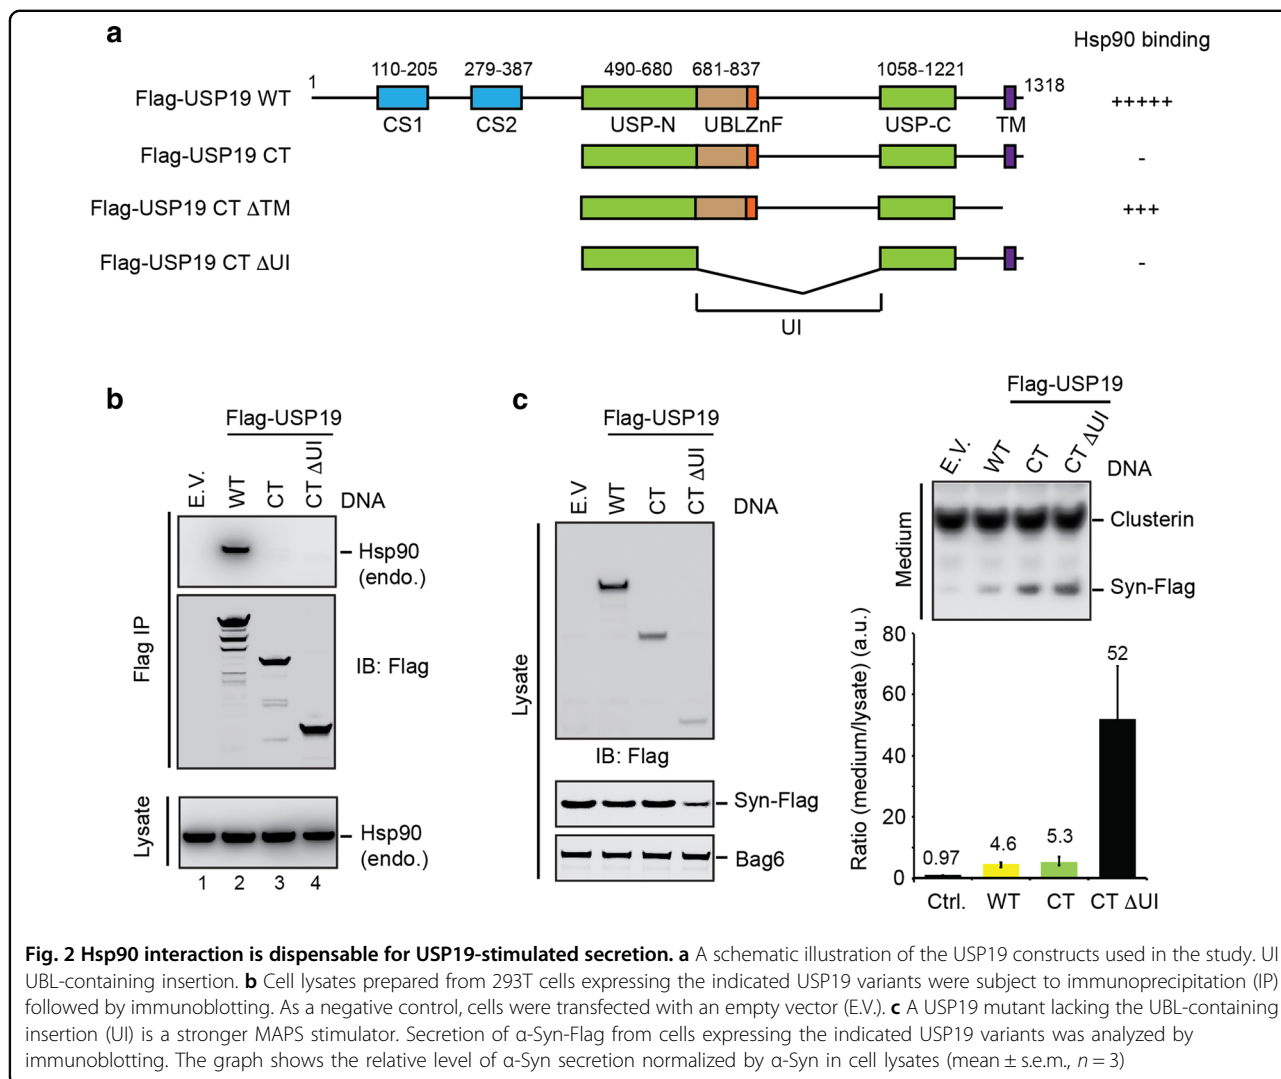 a
Hsp90 binding
1 110-205 279-387 490-680 681-837 1058-1221 1318
Flag-USP19 WT +++++
CS1 CS2 USP-N UBLZnF USP-C TM
Flag-USP19 CT -
Flag-USP19 CT ΔTM +++
Flag-USP19 CT ΔUI -
UI
b
Flag-USP19
E.V. WT CT CT ΔUI DNA
Flag IP
Hsp90
(endo.)
IB: Flag
Lysate
Hsp90
(endo.)
1 2 3 4
c
Flag-USP19
E.V WT CT CT ΔUI DNA
Lysate
IB: Flag
Syn-Flag
Bag6
Flag-USP19
E.V. WT CT CT ΔUI DNA
Medium
Clusterin
Syn-Flag
Ratio (medium/lysate) (a.u.)
80
60
40
20
0
0.97 4.6 5.3 52
Ctrl. WT CT CT ΔUI
Fig. 2 Hsp90 interaction is dispensable for USP19-stimulated secretion. a A schematic illustration of the USP19 constructs used in the study. UI
UBL-containing insertion. b Cell lysates prepared from 293T cells expressing the indicated USP19 variants were subject to immunoprecipitation (IP)
followed by immunoblotting. As a negative control, cells were transfected with an empty vector (E.V.). c A USP19 mutant lacking the UBL-containing
insertion (UI) is a stronger MAPS stimulator. Secretion of α-Syn-Flag from cells expressing the indicated USP19 variants was analyzed by
immunoblotting. The graph shows the relative level of α-Syn secretion normalized by α-Syn in cell lysates (mean ± s.e.m., n = 3)